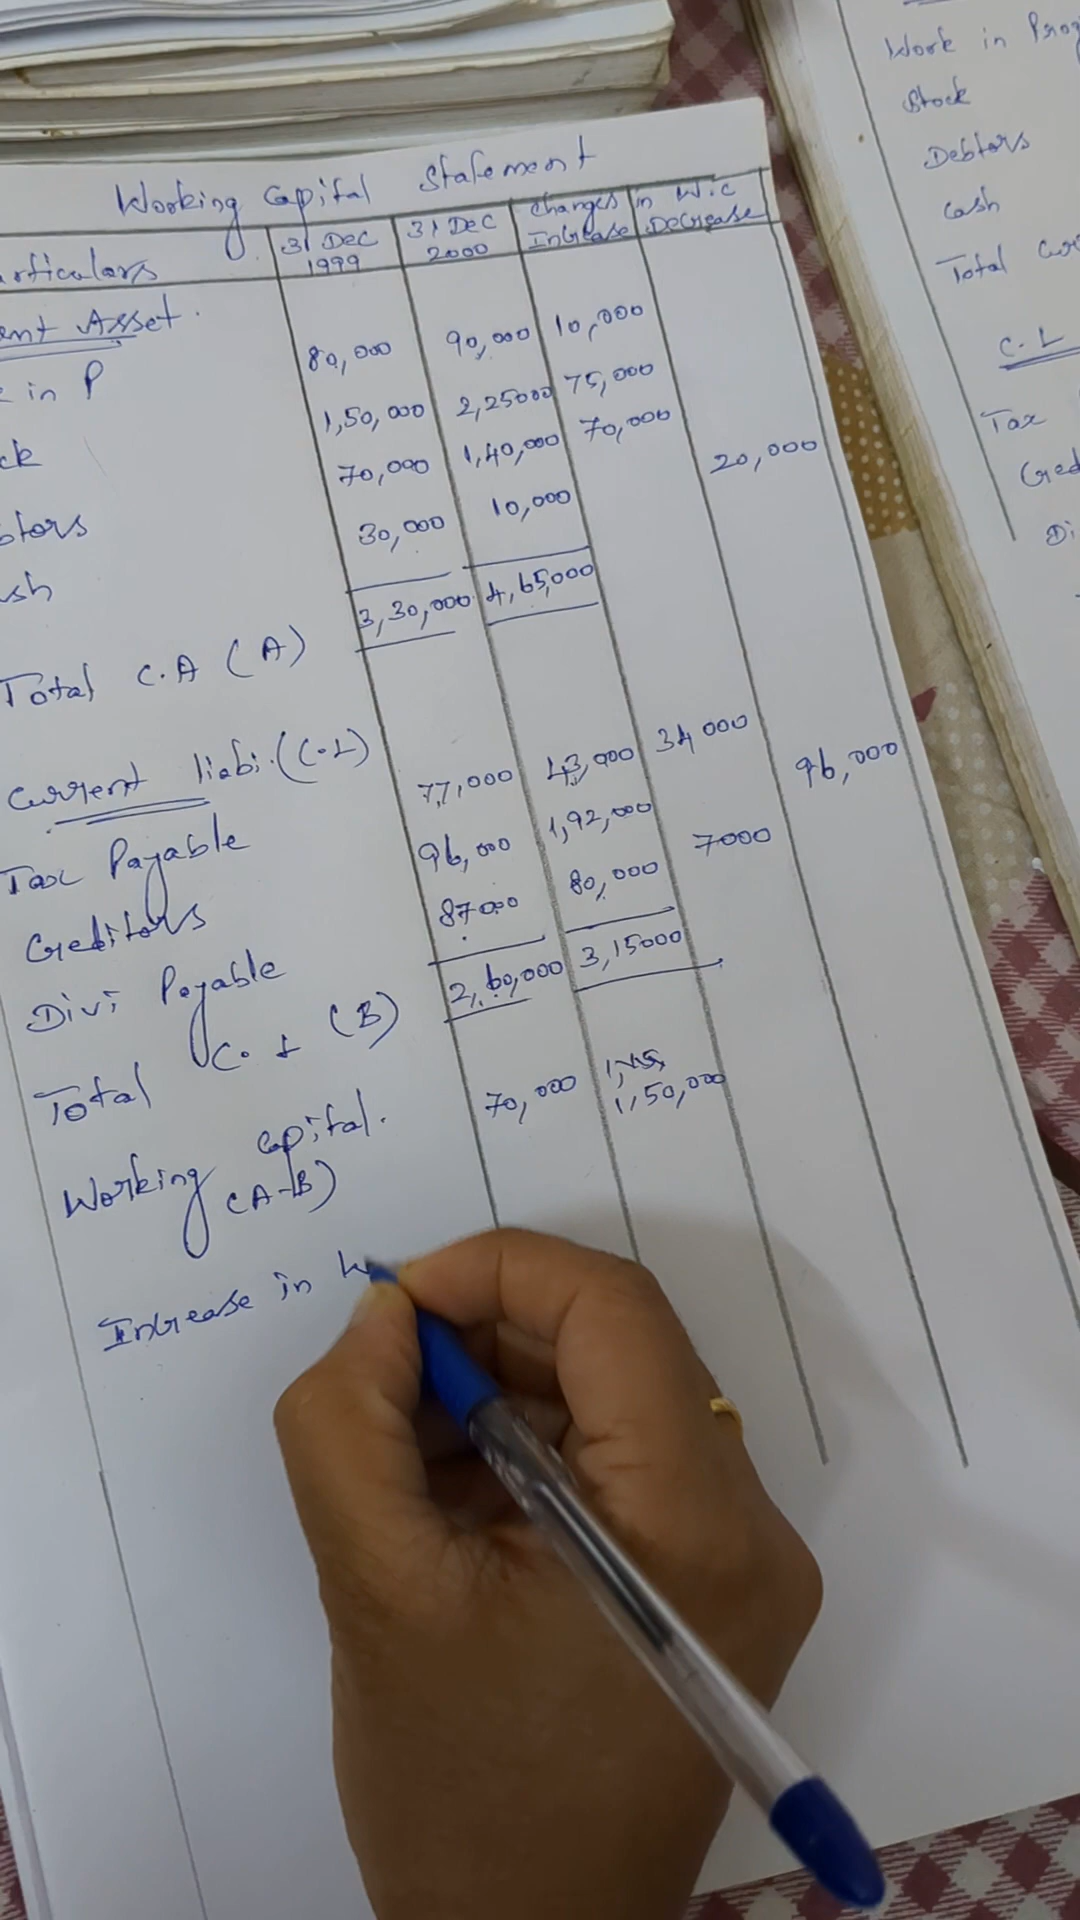 Working Capital Statement
articulars 31 Dec 1999 31 Dec 2000 Changes in W.C Increase Decrease
ent Asset.
in P 80,000 90,000 10,000
ck 1,50,000 2,25000 75,000
btors 70,000 1,40,000 70,000
sh 30,000 10,000 20,000
Total C.A (A) 3,30,000 4,65,000
Current liabi. (C.L)
Tax Payable 77,000 43,000 34000
Creditors 96,000 1,92,000 96,000
Divi Payable 87000 80,000 7000
Total C.L (B) 2,60,000 3,15000
Working Capital. (A-B) 70,000 1,50,000
Increase in W
Work in Prog
Stock
Debtors
Cash
Total Curr
C.L
Tax
Cred
Di